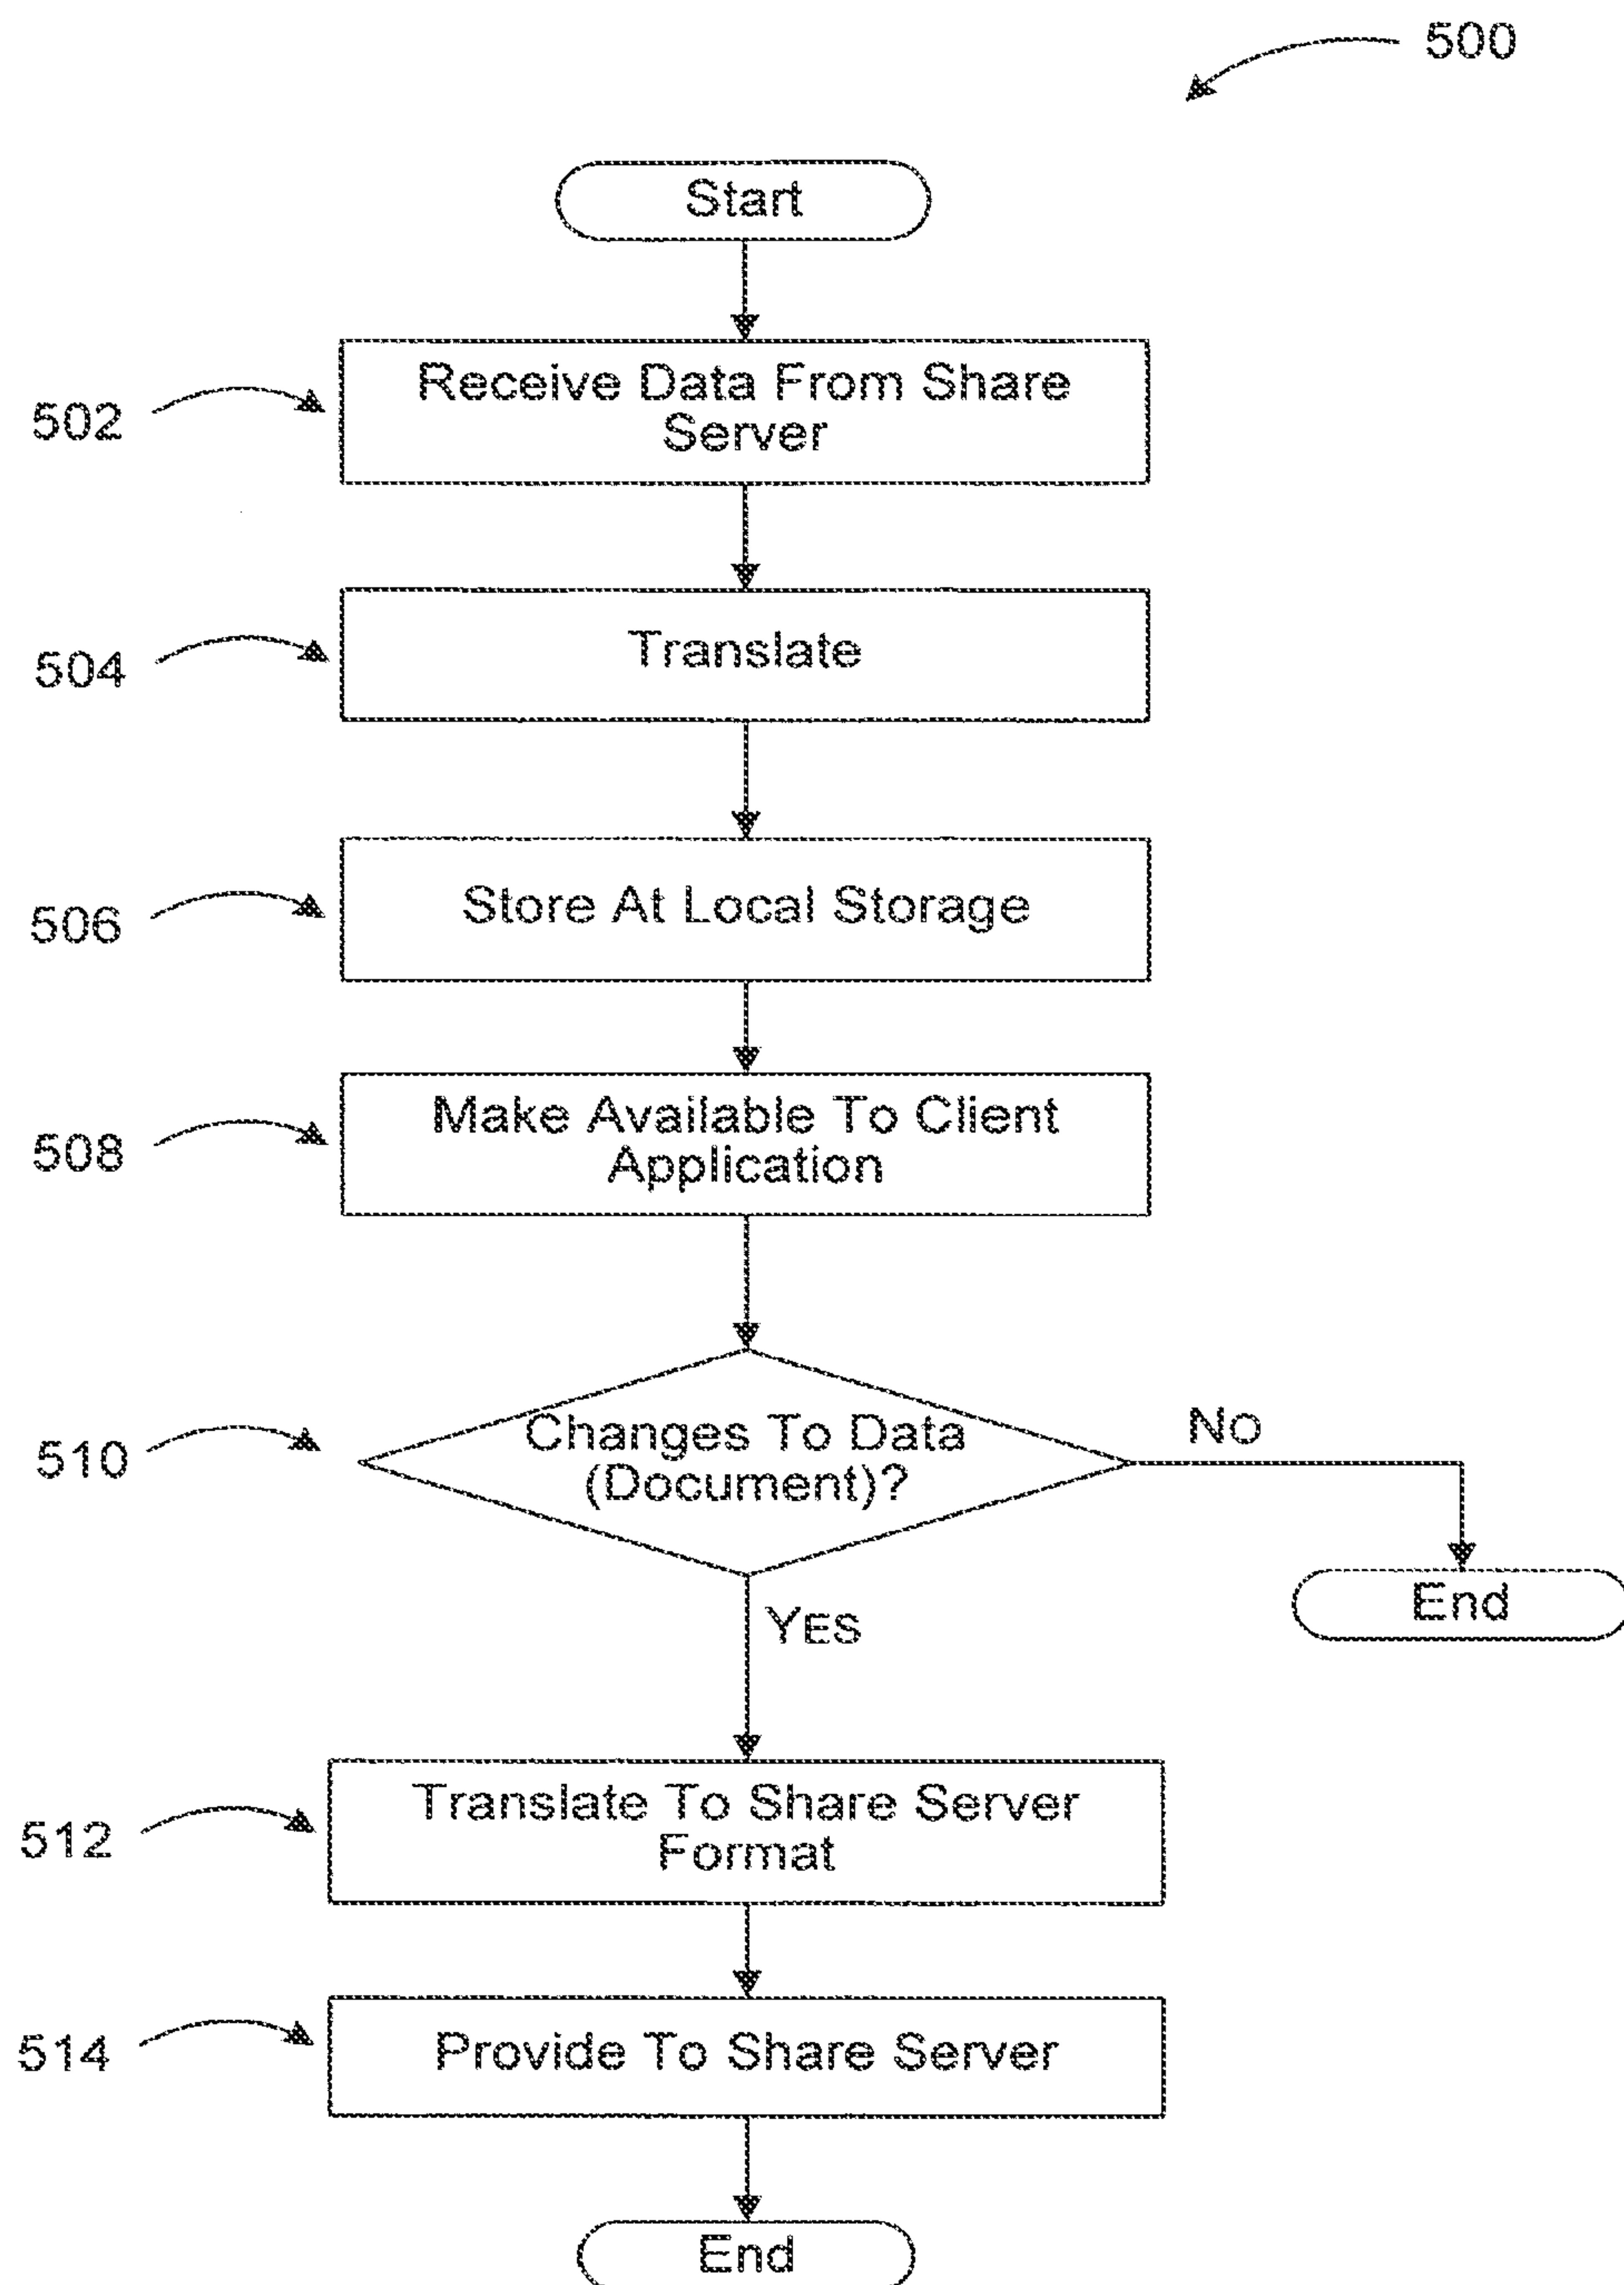 500
Start
502
Receive Data From Share
Server
504
Translate
506
Store At Local Storage
508
Make Available To Client
Application
510
Changes To Data
(Document)?
No
End
YES
512
Translate To Share Server
Format
514
Provide To Share Server
End